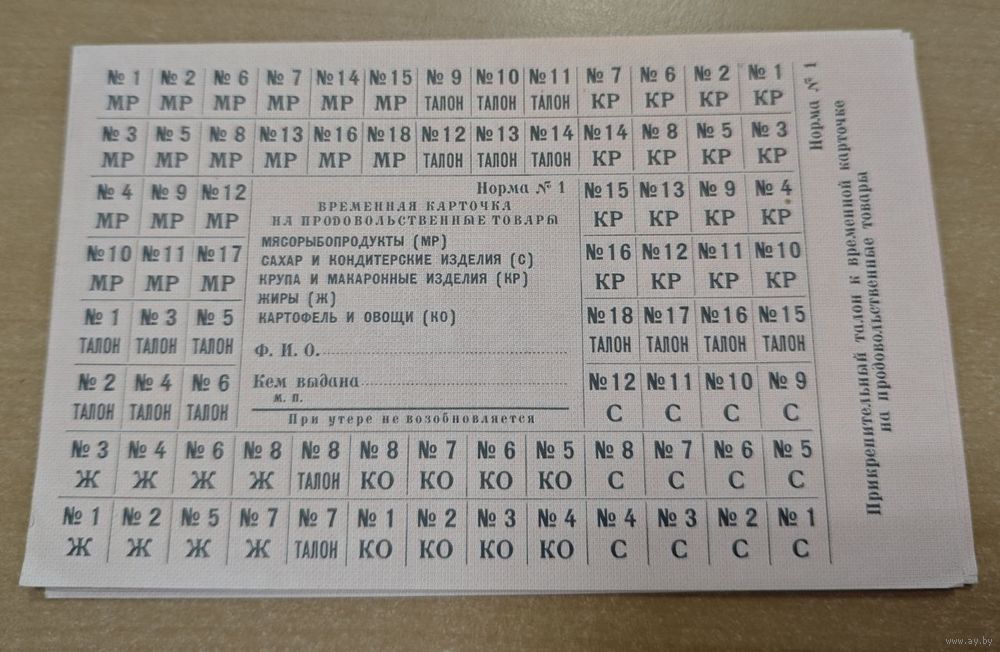 № 1 № 2 № 6 № 7 № 14 № 15 № 9 № 10 № 11 № 7 № 6 № 2 № 1
МР МР МР МР МР МР ТАЛОН ТАЛОН ТАЛОН КР КР КР КР
№ 3 № 5 № 8 № 13 № 16 № 18 № 12 № 13 № 14 № 14 № 8 № 5 № 3
МР МР МР МР МР МР ТАЛОН ТАЛОН ТАЛОН КР КР КР КР
№ 4 № 9 № 12
МР МР МР
№ 10 № 11 № 17
МР МР МР
№ 1 № 3 № 5
ТАЛОН ТАЛОН ТАЛОН
№ 2 № 4 № 6
ТАЛОН ТАЛОН ТАЛОН
Норма № 1
ВРЕМЕННАЯ КАРТОЧКА
НА ПРОДОВОЛЬСТВЕННЫЕ ТОВАРЫ
МЯСОРЫБОПРОДУКТЫ (МР)
САХАР И КОНДИТЕРСКИЕ ИЗДЕЛИЯ (С)
КРУПА И МАКАРОННЫЕ ИЗДЕЛИЯ (КР)
ЖИРЫ (Ж)
КАРТОФЕЛЬ И ОВОЩИ (КО)
Ф. И. О.
Кем выдана
м. п.
При утере не возобновляется
№ 15 № 13 № 9 № 4
КР КР КР КР
№ 16 № 12 № 11 № 10
КР КР КР КР
№ 18 № 17 № 16 № 15
ТАЛОН ТАЛОН ТАЛОН ТАЛОН
№ 12 № 11 № 10 № 9
С С С С
№ 3 № 4 № 6 № 8 № 8 № 8 № 7 № 6 № 5 № 8 № 7 № 6 № 5
Ж Ж Ж Ж ТАЛОН КО КО КО КО С С С С
№ 1 № 2 № 5 № 7 № 7 № 1 № 2 № 3 № 4 № 4 № 3 № 2 № 1
Ж Ж Ж Ж ТАЛОН КО КО КО КО С С С С
Норма № 1
Прикрепительный талон к временной карточке
на продовольственные товары
www.ay.by